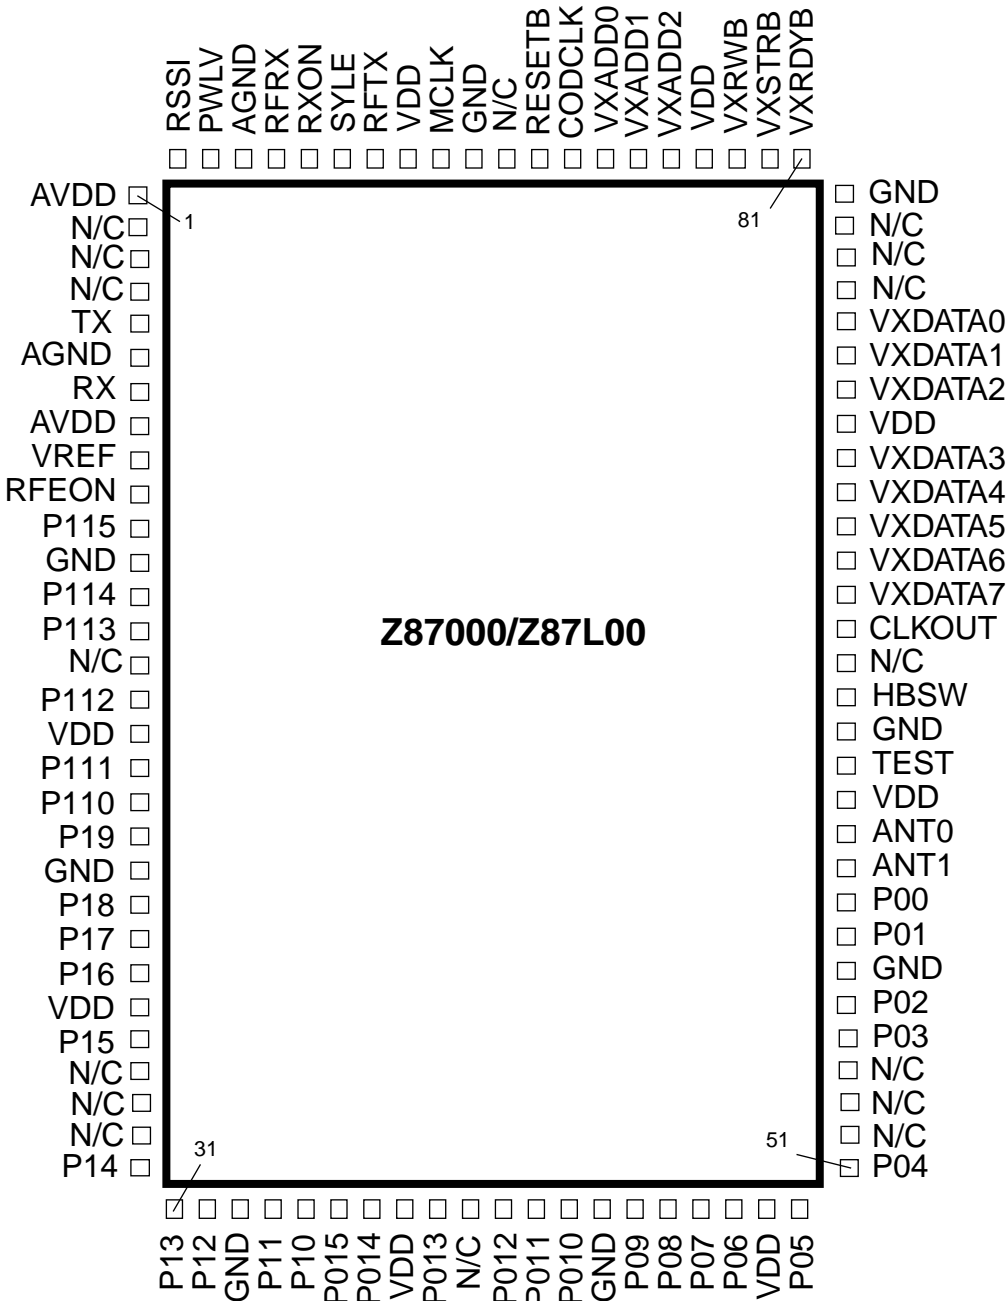 RSSI
PWLV
AGND
RFRX
RXON
SYLE
RFTX
VDD
MCLK
GND
N/C
RESETB
CODCLK
VXADD0
VXADD1
VXADD2
VDD
VXRWB
VXSTRB
VXRDYB
AVDD
N/C
N/C
N/C
TX
AGND
RX
AVDD
VREF
RFEON
P115
GND
P114
P113
N/C
P112
VDD
P111
P110
P19
GND
P18
P17
P16
VDD
P15
N/C
N/C
N/C
P14
1
81
Z87000/Z87L00
31
51
GND
N/C
N/C
N/C
VXDATA0
VXDATA1
VXDATA2
VDD
VXDATA3
VXDATA4
VXDATA5
VXDATA6
VXDATA7
CLKOUT
N/C
HBSW
GND
TEST
VDD
ANT0
ANT1
P00
P01
GND
P02
P03
N/C
N/C
N/C
P04
P13
P12
GND
P11
P10
P015
P014
VDD
P013
N/C
P012
P011
P010
GND
P09
P08
P07
P06
VDD
P05